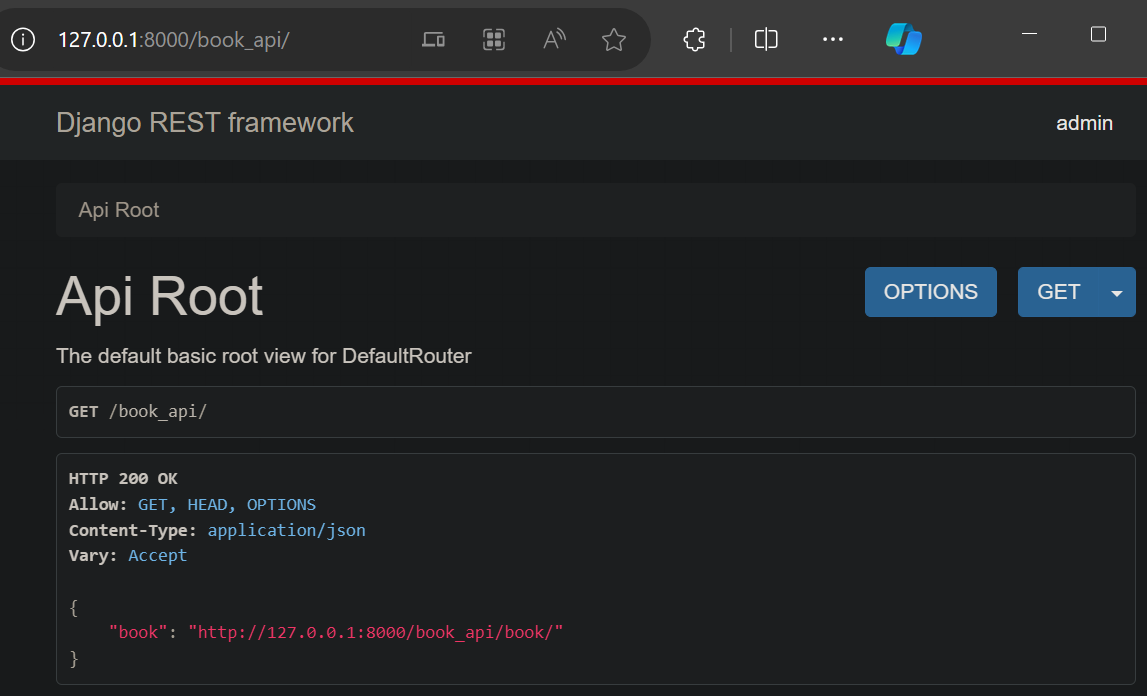 127.0.0.1:8000/book_api/
Django REST framework
admin
Api Root
Api Root
OPTIONS
GET
The default basic root view for DefaultRouter
GET /book_api/
HTTP 200 OK
Allow: GET, HEAD, OPTIONS
Content-Type: application/json
Vary: Accept
{
"book": "http://127.0.0.1:8000/book_api/book/"
}